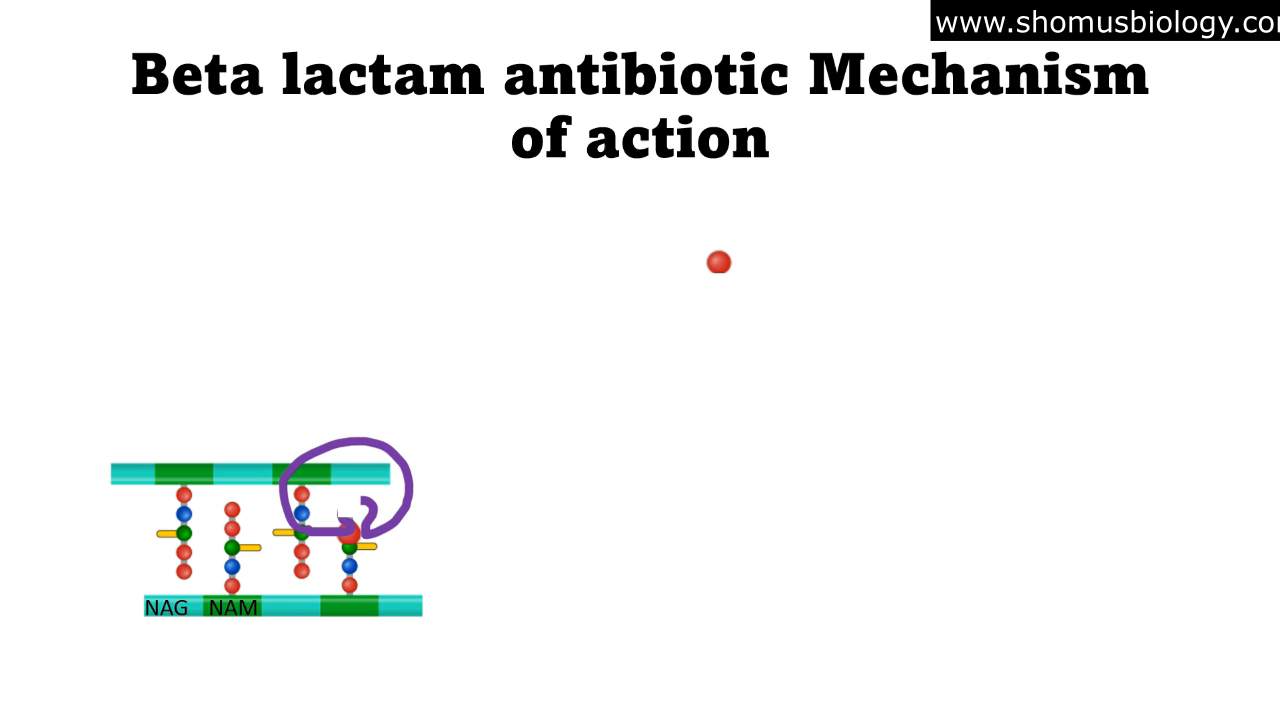 www.shomusbiology.co
Beta lactam antibiotic Mechanism
of action
NAG NAM